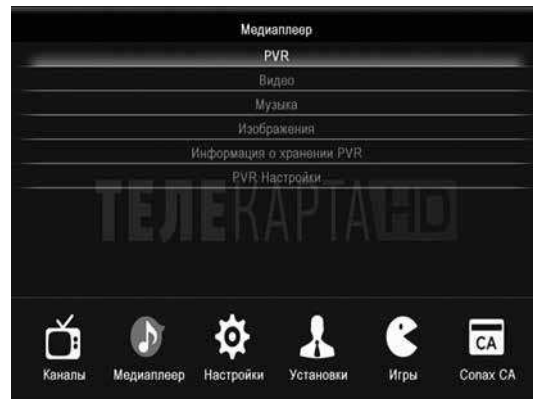 Медиаплеер
PVR
Видео
Музыка
Изображения
Информация о хранении PVR
PVR Настройки
ТЕЛЕКАРТА HD
Каналы Медиаплеер Настройки Установки Игры Conax CA
CA